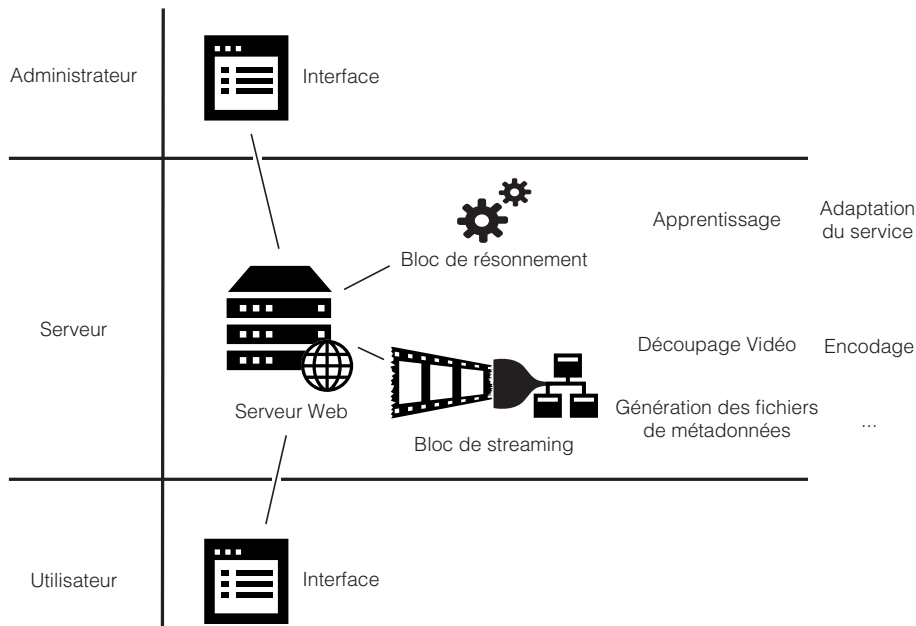 Administrateur
Interface
Apprentissage
Adaptation
du service
Bloc de résonnement
Serveur
Découpage Vidéo
Encodage
Serveur Web
Génération des fichiers
de métadonnées
...
Bloc de streaming
Utilisateur
Interface